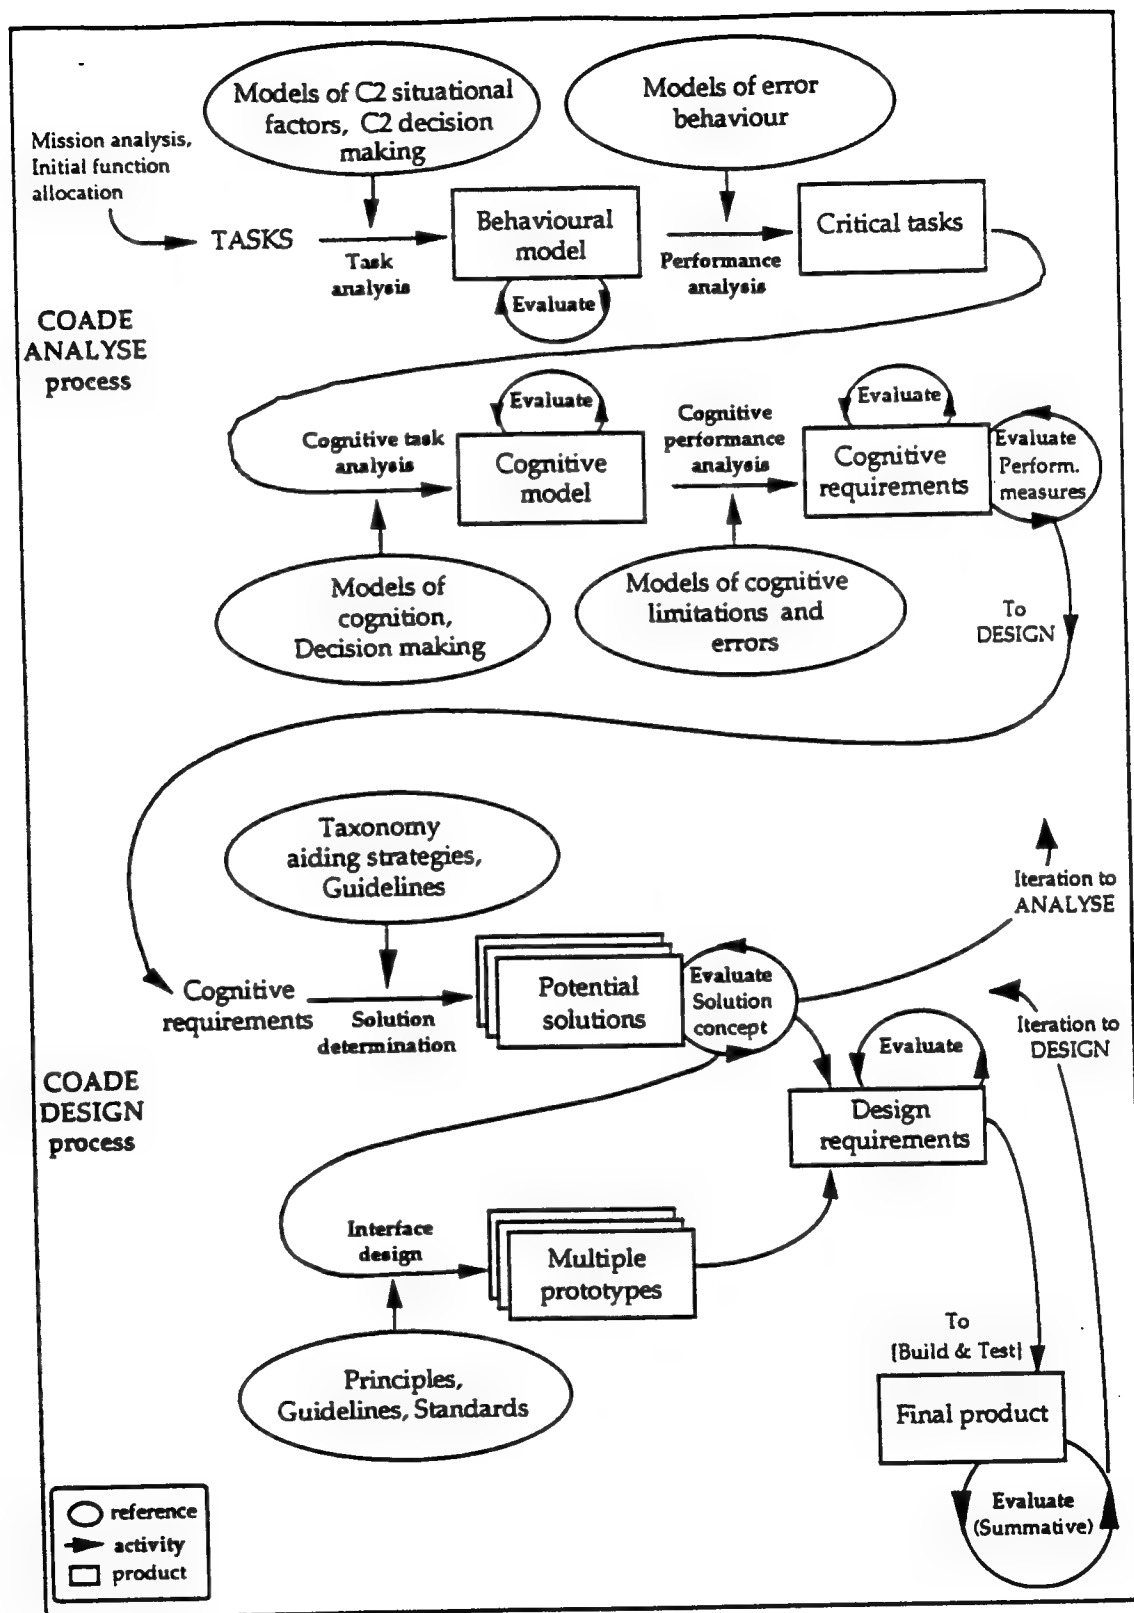 Models of C2 situational
factors, C2 decision
making
Models of error
behaviour
Mission analysis,
Initial function
allocation
TASKS
Task
analysis
Behavioural
model
Evaluate
Performance
analysis
Critical tasks
COADE
ANALYSE
process
Cognitive task
analysis
Evaluate
Cognitive
model
Cognitive
performance
analysis
Evaluate
Cognitive
requirements
Evaluate
Perform.
measures
Models of
cognition,
Decision making
Models of cognitive
limitations and
errors
To
DESIGN
Taxonomy
aiding strategies,
Guidelines
Iteration to
ANALYSE
Cognitive
requirements
Solution
determination
Potential
solutions
Evaluate
Solution
concept
Iteration to
DESIGN
Evaluate
COADE
DESIGN
process
Design
requirements
Interface
design
Multiple
prototypes
Principles,
Guidelines, Standards
To
[Build & Test]
Final product
Evaluate
(Summative)
reference
activity
product